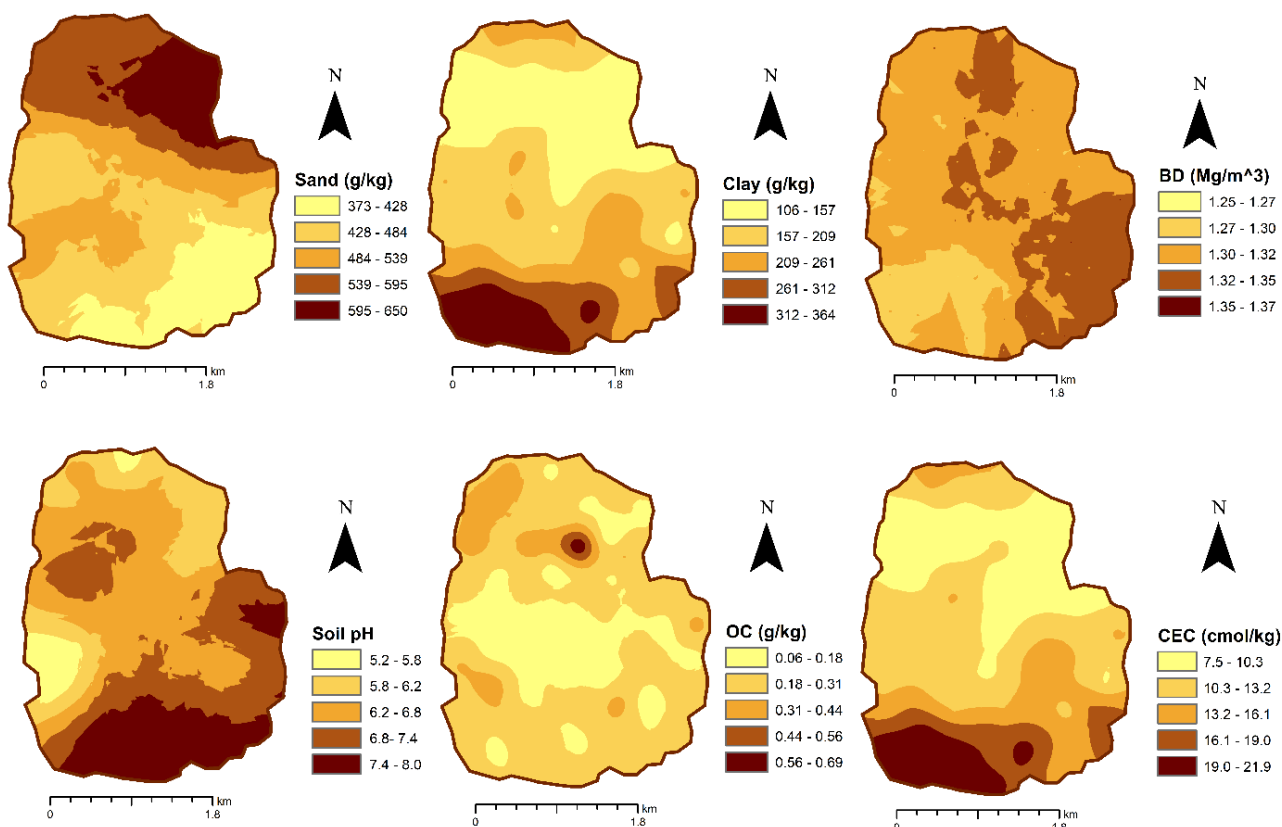 N
Sand (g/kg)
373 - 428
428 - 484
484 - 539
539 - 595
595 - 650
km
0
1.8
N
Clay (g/kg)
106 - 157
157 - 209
209 - 261
261 - 312
312 - 364
km
0
1.8
N
BD (Mg/m^3)
1.25 - 1.27
1.27 - 1.30
1.30 - 1.32
1.32 - 1.35
1.35 - 1.37
km
0
1.8
N
Soil pH
5.2 - 5.8
5.8 - 6.2
6.2 - 6.8
6.8- 7.4
7.4 - 8.0
km
0
1.8
N
OC (g/kg)
0.06 - 0.18
0.18 - 0.31
0.31 - 0.44
0.44 - 0.56
0.56 - 0.69
km
0
1.8
N
CEC (cmol/kg)
7.5 - 10.3
10.3 - 13.2
13.2 - 16.1
16.1 - 19.0
19.0 - 21.9
km
0
1.8